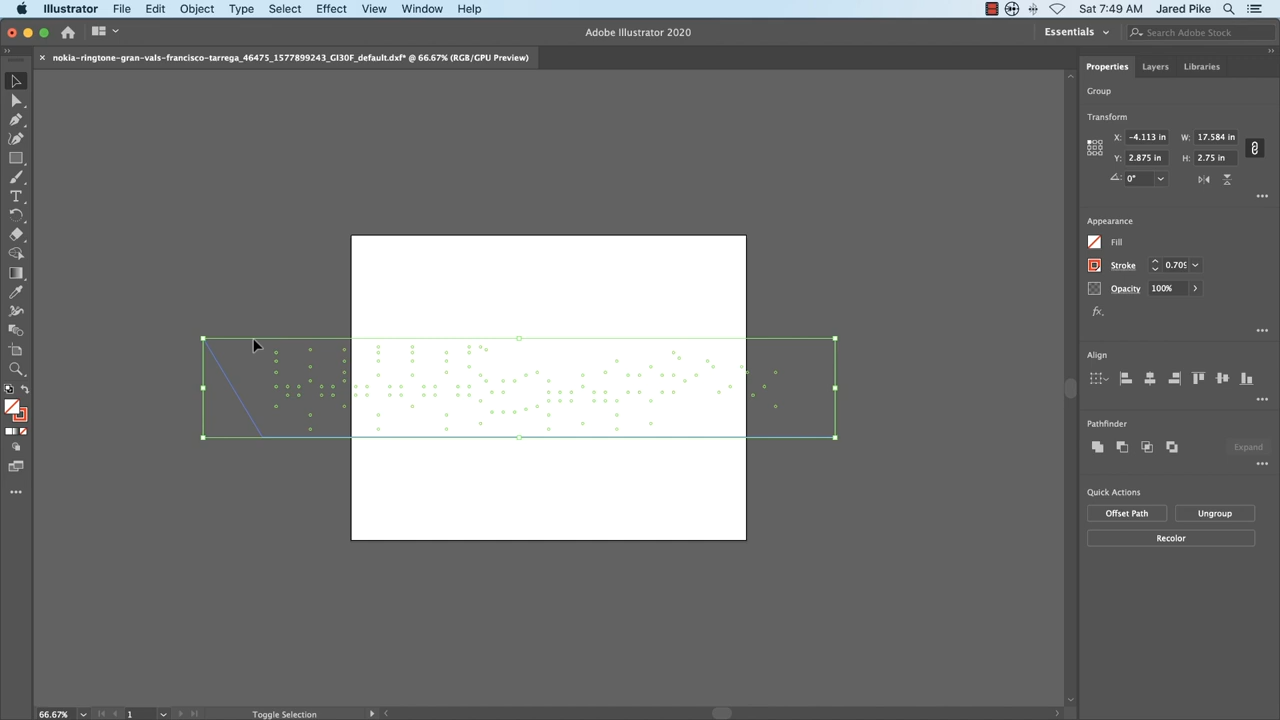 Illustrator File Edit Object Type Select Effect View Window Help
Sat 7:49 AM Jared Pike
Adobe Illustrator 2020
Essentials
Search Adobe Stock
× nokia-ringtone-gran-vals-francisco-tarrega_46475_1577899243_GI30F_default.dxf* @ 66.67% (RGB/GPU Preview)
Properties Layers Libraries
Group
Transform
X: -4.113 in W: 17.584 in
Y: 2.875 in H: 2.75 in
0°
Appearance
Fill
Stroke 0.709
Opacity 100%
fx.
Align
Pathfinder
Expand
Quick Actions
Offset Path Ungroup
Recolor
66.67% 1 Toggle Selection